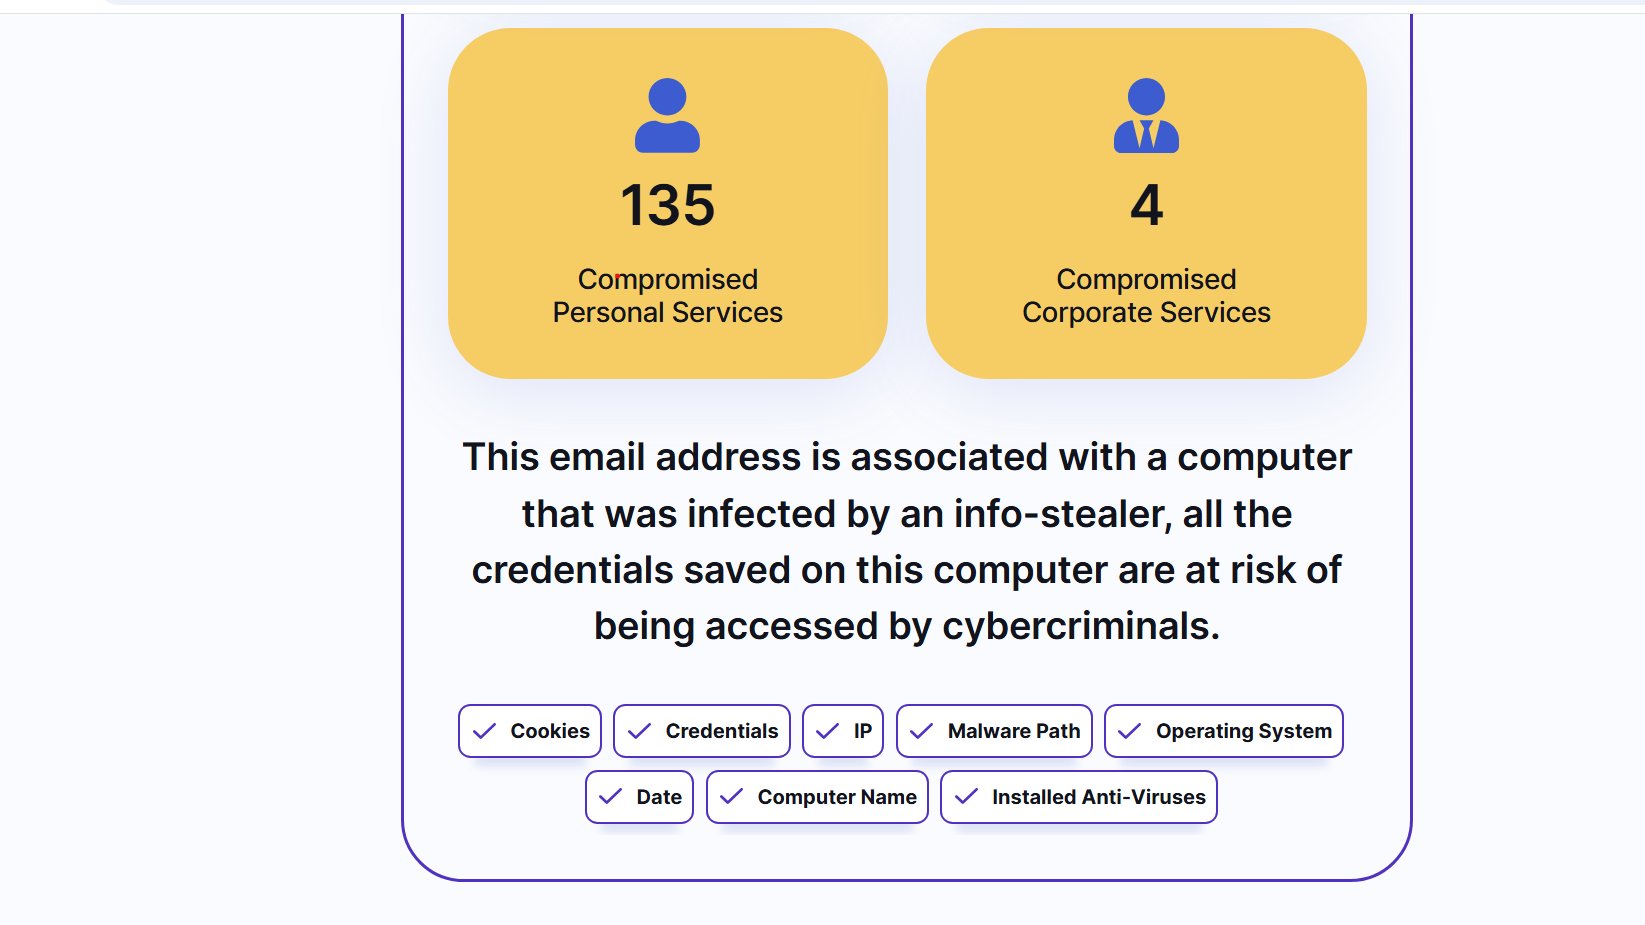 135
Compromised
Personal Services
4
Compromised
Corporate Services
This email address is associated with a computer
that was infected by an info-stealer, all the
credentials saved on this computer are at risk of
being accessed by cybercriminals.
Cookies
Credentials
IP
Malware Path
Operating System
Date
Computer Name
Installed Anti-Viruses